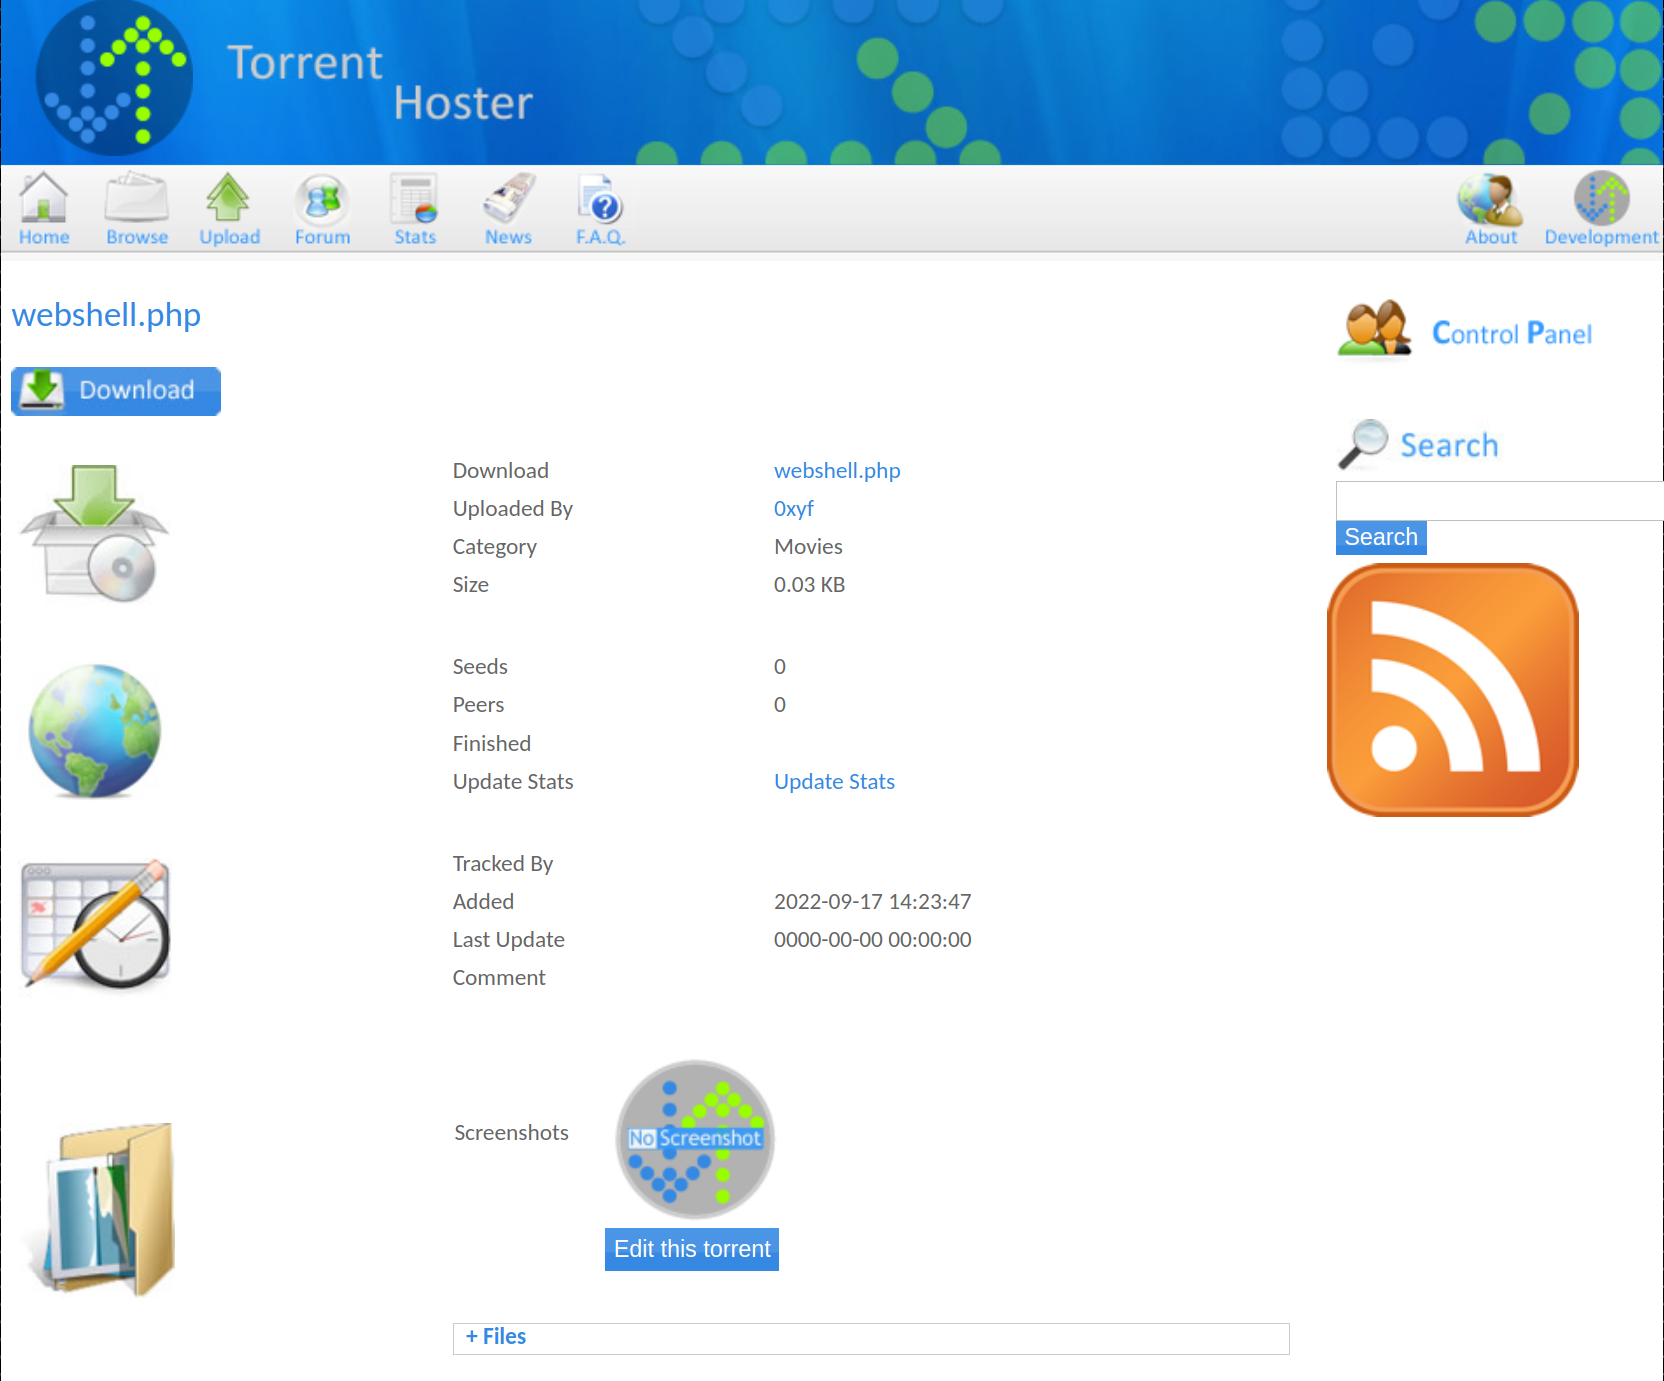 Torrent
Hoster
Home Browse Upload Forum Stats News F.A.Q. About Development
webshell.php
Download
Control Panel
Search
Search
Download webshell.php
Uploaded By 0xyf
Category Movies
Size 0.03 KB
Seeds 0
Peers 0
Finished
Update Stats Update Stats
Tracked By
Added 2022-09-17 14:23:47
Last Update 0000-00-00 00:00:00
Comment
Screenshots
No Screenshot
Edit this torrent
+ Files